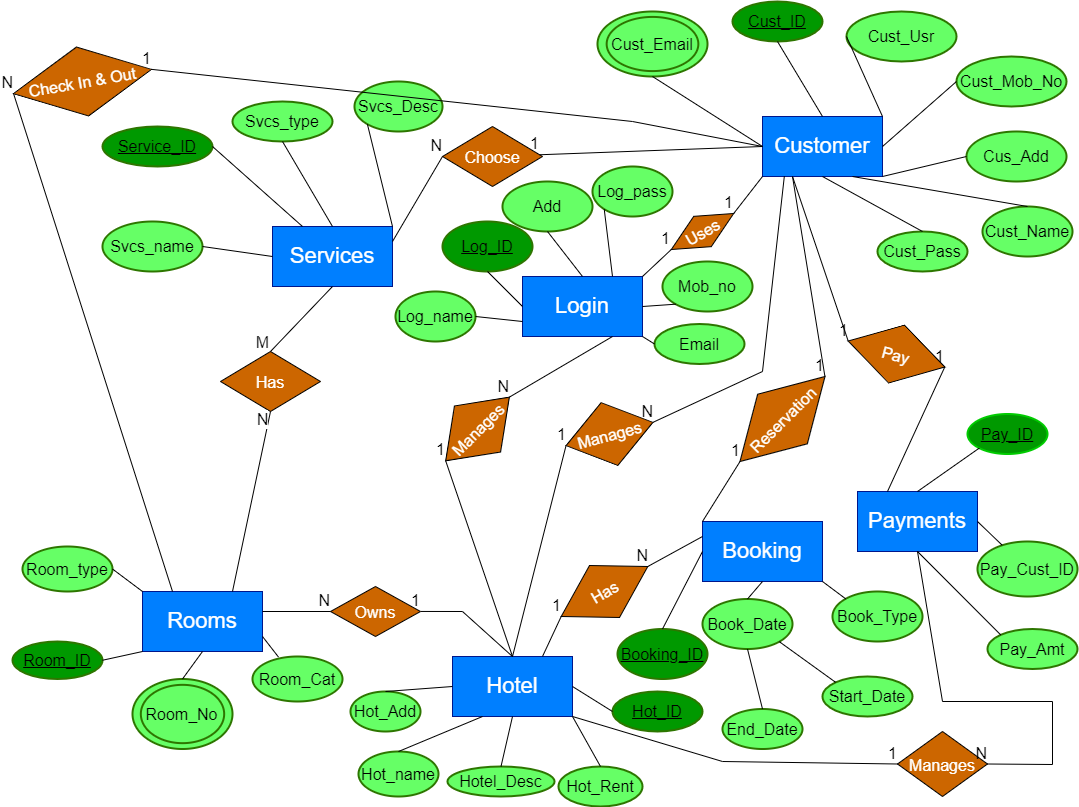 Cust_ID
Cust_Email
Cust_Usr
1
N
Check In & Out
Cust_Mob_No
Svcs_Desc
Svcs_type
Service_ID
N
1
Customer
Choose
Cus_Add
Log_pass
Add
1
Uses
Cust_Name
1
Log_ID
Svcs_name
Services
Cust_Pass
Mob_no
Login
Log_name
1
Email
M
Pay
1
1
Has
N
N
N
Manages
Manages
1
Reservation
1
1
Pay_ID
Payments
Booking
N
Pay_Cust_ID
Room_type
Has
N
1
1
Owns
Rooms
Book_Type
Book_Date
Pay_Amt
Room_ID
Booking_ID
Room_Cat
Hotel
Start_Date
Room_No
Hot_Add
Hot_ID
End_Date
1
N
Manages
Hot_name
Hotel_Desc
Hot_Rent